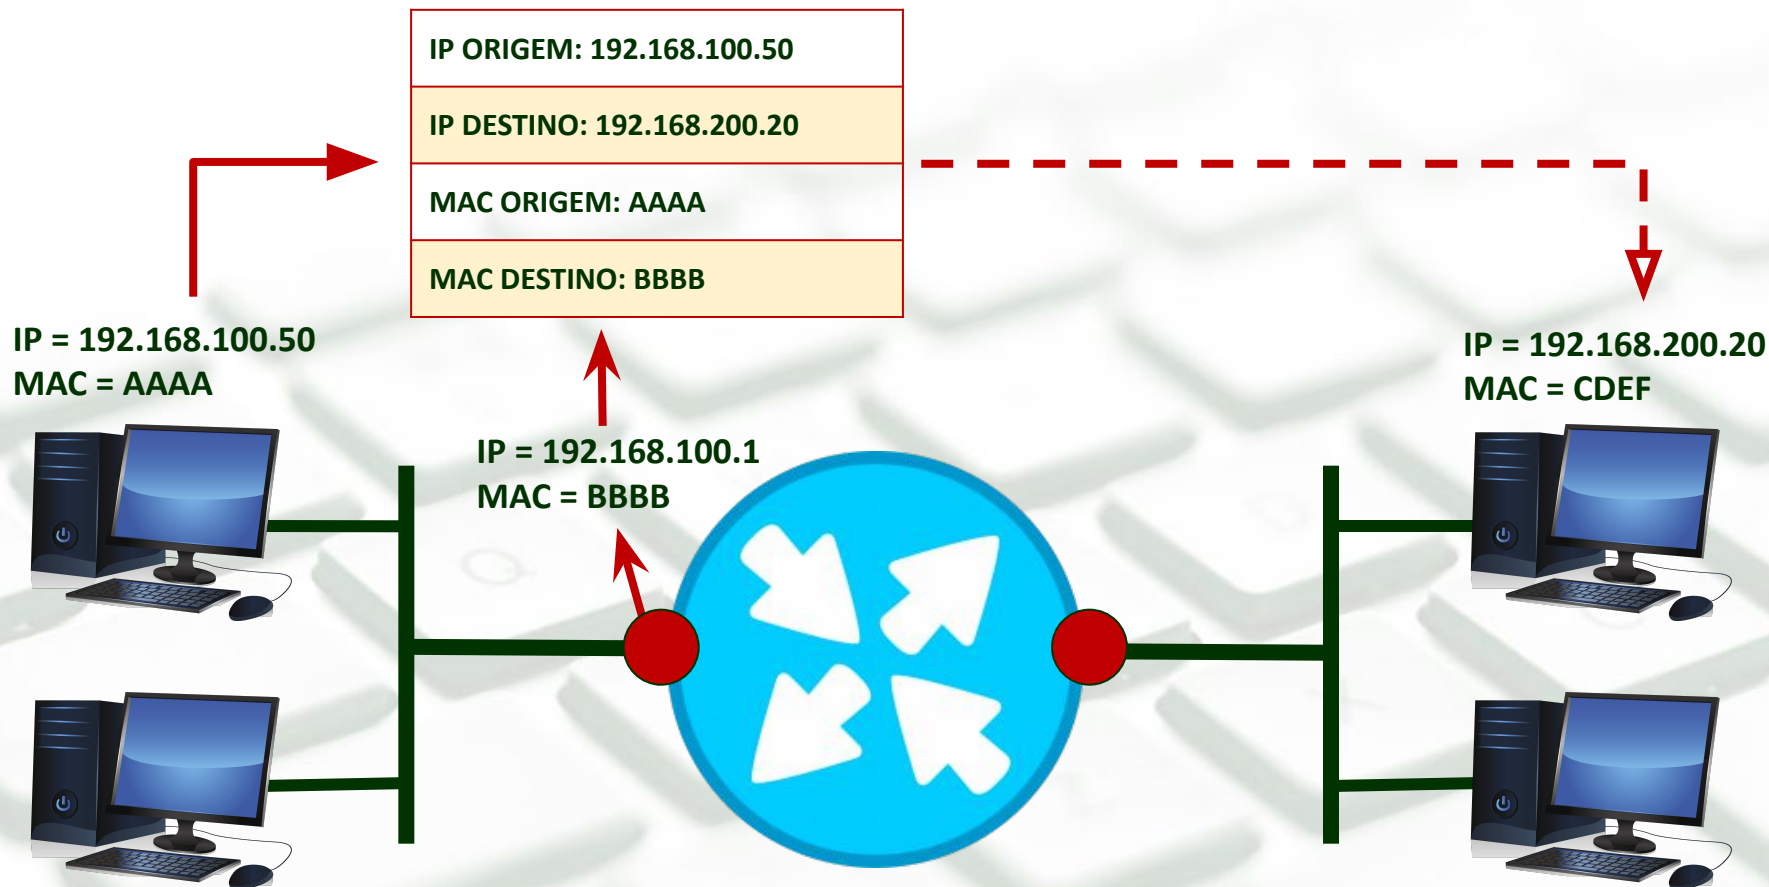 IP ORIGEM: 192.168.100.50
IP DESTINO: 192.168.200.20
MAC ORIGEM: AAAA
MAC DESTINO: BBBB
IP = 192.168.100.50
MAC = AAAA
IP = 192.168.100.1
MAC = BBBB
IP = 192.168.200.20
MAC = CDEF